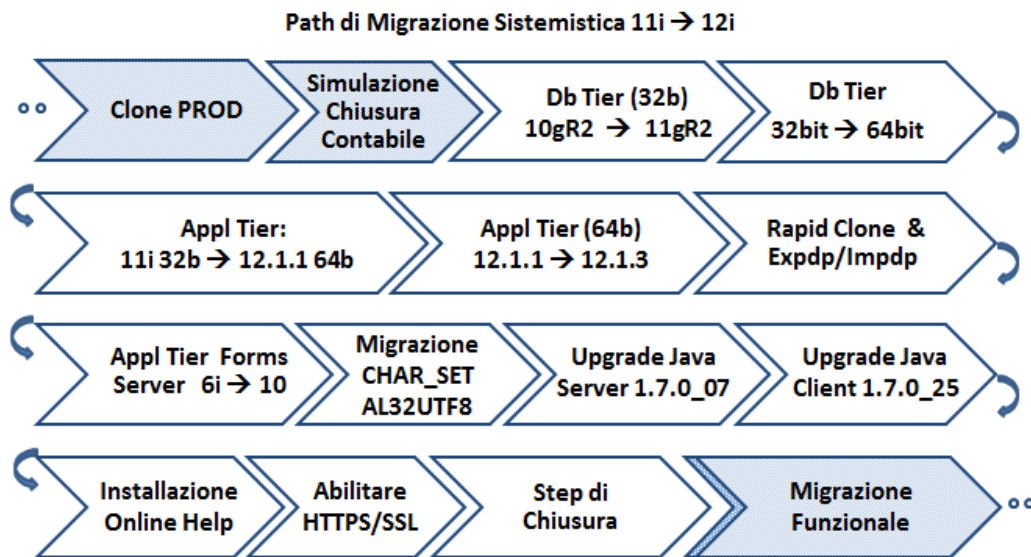 Path di Migrazione Sistemistica 11i → 12i
Clone PROD
Simulazione
Chiusura
Contabile
Db Tier (32b)
10gR2 → 11gR2
Db Tier
32bit → 64bit
Appl Tier:
11i 32b → 12.1.1 64b
Appl Tier (64b)
12.1.1 → 12.1.3
Rapid Clone &
Expdp/Impdp
Appl Tier Forms
Server 6i → 10
Migrazione
CHAR_SET
AL32UTF8
Upgrade Java
Server 1.7.0_07
Upgrade Java
Client 1.7.0_25
Installazione
Online Help
Abilitare
HTTPS/SSL
Step di
Chiusura
Migrazione
Funzionale